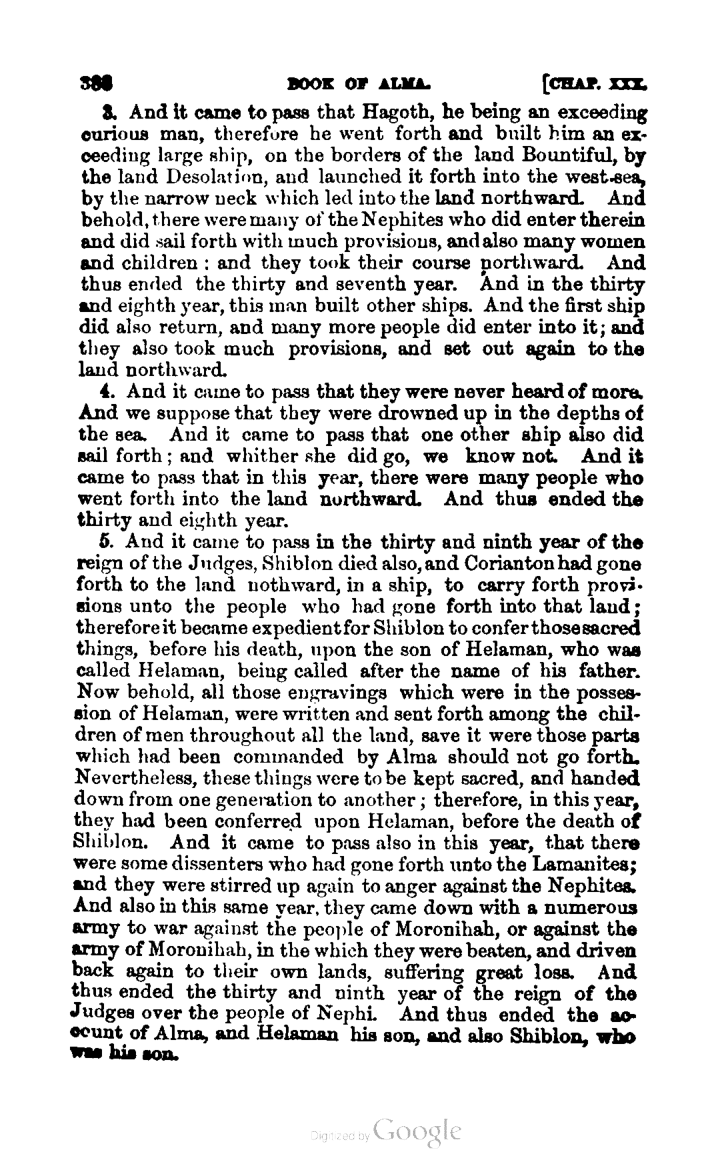 388 BOOK OF ALMA. [CHAP. XXX.
3. And it came to pass that Hagoth, he being an exceeding
curious man, therefore he went forth and built him an ex-
ceeding large ship, on the borders of the land Bountiful, by
the land Desolation, and launched it forth into the west-sea,
by the narrow neck which led into the land northward. And
behold, there were many of the Nephites who did enter therein
and did sail forth with much provisions, and also many women
and children : and they took their course northward. And
thus ended the thirty and seventh year. And in the thirty
and eighth year, this man built other ships. And the first ship
did also return, and many more people did enter into it; and
they also took much provisions, and set out again to the
land northward.
4. And it came to pass that they were never heard of more.
And we suppose that they were drowned up in the depths of
the sea. And it came to pass that one other ship also did
sail forth; and whither she did go, we know not. And it
came to pass that in this year, there were many people who
went forth into the land northward. And thus ended the
thirty and eighth year.
5. And it came to pass in the thirty and ninth year of the
reign of the Judges, Shiblon died also, and Corianton had gone
forth to the land nothward, in a ship, to carry forth provi-
sions unto the people who had gone forth into that land;
therefore it became expedient for Shiblon to confer those sacred
things, before his death, upon the son of Helaman, who was
called Helaman, being called after the name of his father.
Now behold, all those engravings which were in the posses-
sion of Helaman, were written and sent forth among the chil-
dren of men throughout all the land, save it were those parts
which had been commanded by Alma should not go forth.
Nevertheless, these things were to be kept sacred, and handed
down from one generation to another; therefore, in this year,
they had been conferred upon Helaman, before the death of
Shiblon. And it came to pass also in this year, that there
were some dissenters who had gone forth unto the Lamanites;
and they were stirred up again to anger against the Nephites.
And also in this same year, they came down with a numerous
army to war against the people of Moronihah, or against the
army of Moronihah, in the which they were beaten, and driven
back again to their own lands, suffering great loss. And
thus ended the thirty and ninth year of the reign of the
Judges over the people of Nephi. And thus ended the ac-
count of Alma, and Helaman his son, and also Shiblon, who
was his son.
Digitized by Google